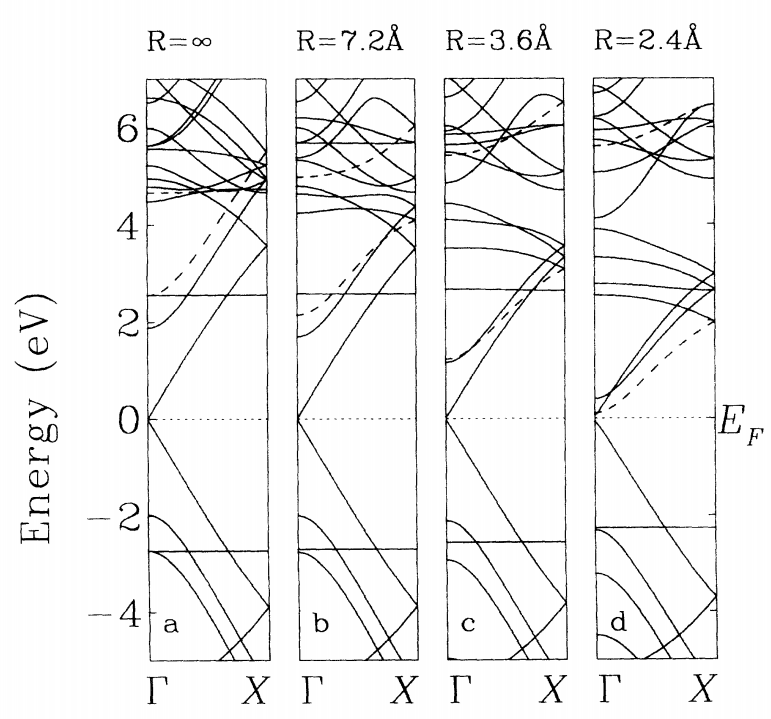 R=∞ R=7.2Å R=3.6Å R=2.4Å
6
4
2
0
−2
−4
Energy (eV)
E_F
a b c d
Γ X Γ X Γ X Γ X